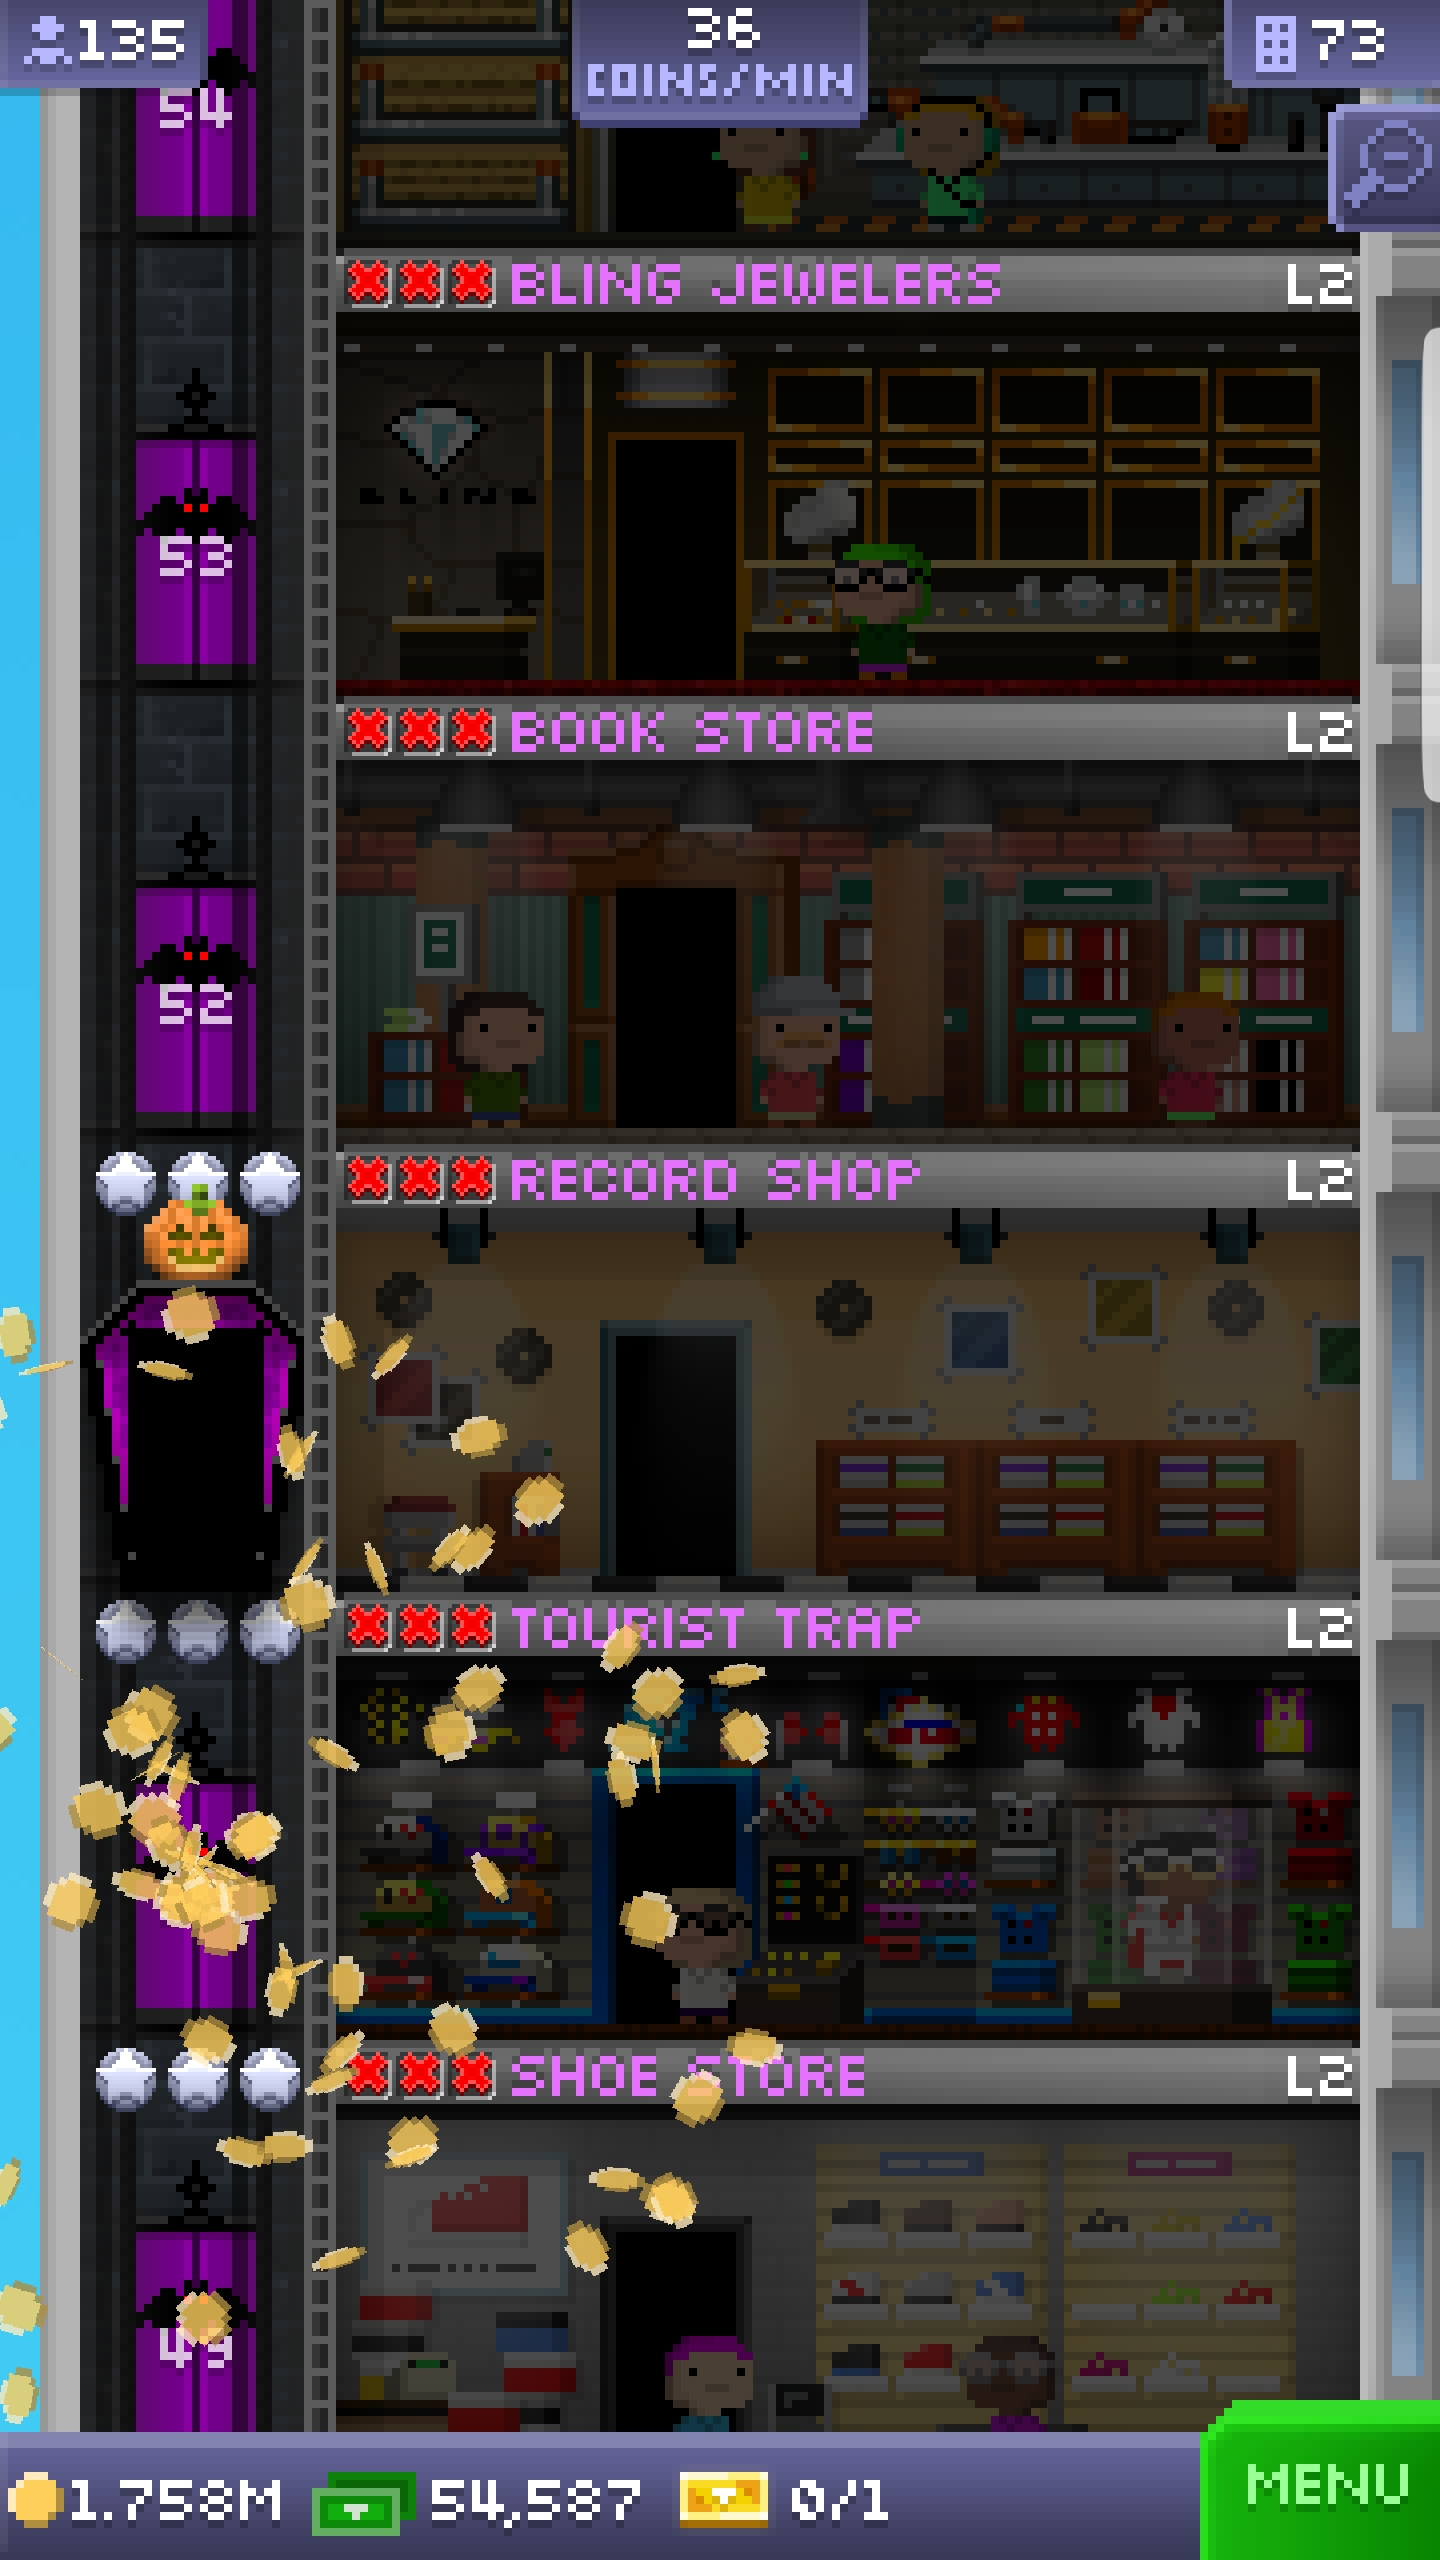 135
36
COINS/MIN
73
54
BLING JEWELERS L2
BLING
53
BOOK STORE L2
52
RECORD SHOP L2
TOURIST TRAP L2
SHOE STORE L2
49
1.758M 54,587 0/1 MENU